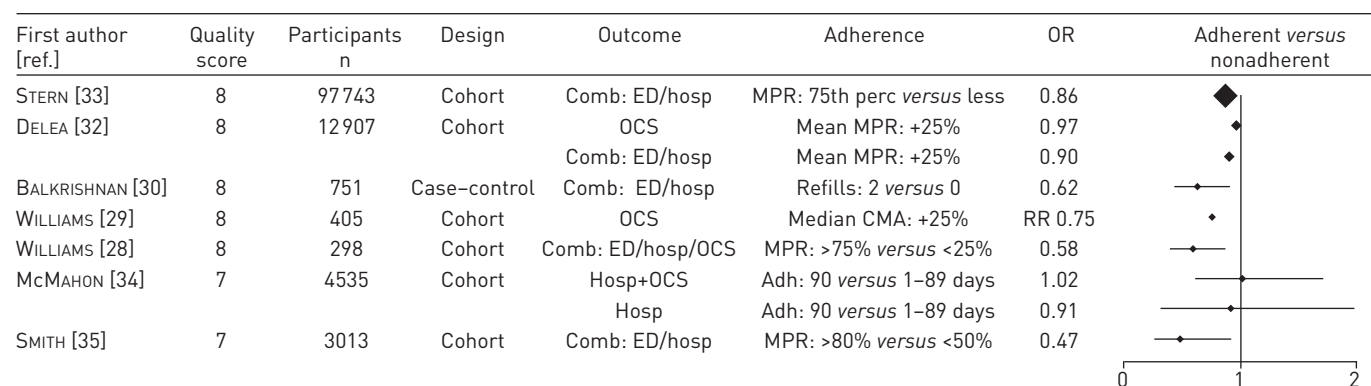 First author Quality Participants Design Outcome Adherence OR Adherent versus
[ref.] score n nonadherent
STERN [33] 8 97 743 Cohort Comb: ED/hosp MPR: 75th perc versus less 0.86
DELEA [32] 8 12 907 Cohort OCS Mean MPR: +25% 0.97
Comb: ED/hosp Mean MPR: +25% 0.90
BALKRISHNAN [30] 8 751 Case–control Comb: ED/hosp Refills: 2 versus 0 0.62
WILLIAMS [29] 8 405 Cohort OCS Median CMA: +25% RR 0.75
WILLIAMS [28] 8 298 Cohort Comb: ED/hosp/OCS MPR: >75% versus <25% 0.58
MCMAHON [34] 7 4535 Cohort Hosp+OCS Adh: 90 versus 1–89 days 1.02
Hosp Adh: 90 versus 1–89 days 0.91
SMITH [35] 7 3013 Cohort Comb: ED/hosp MPR: >80% versus <50% 0.47
0 1 2